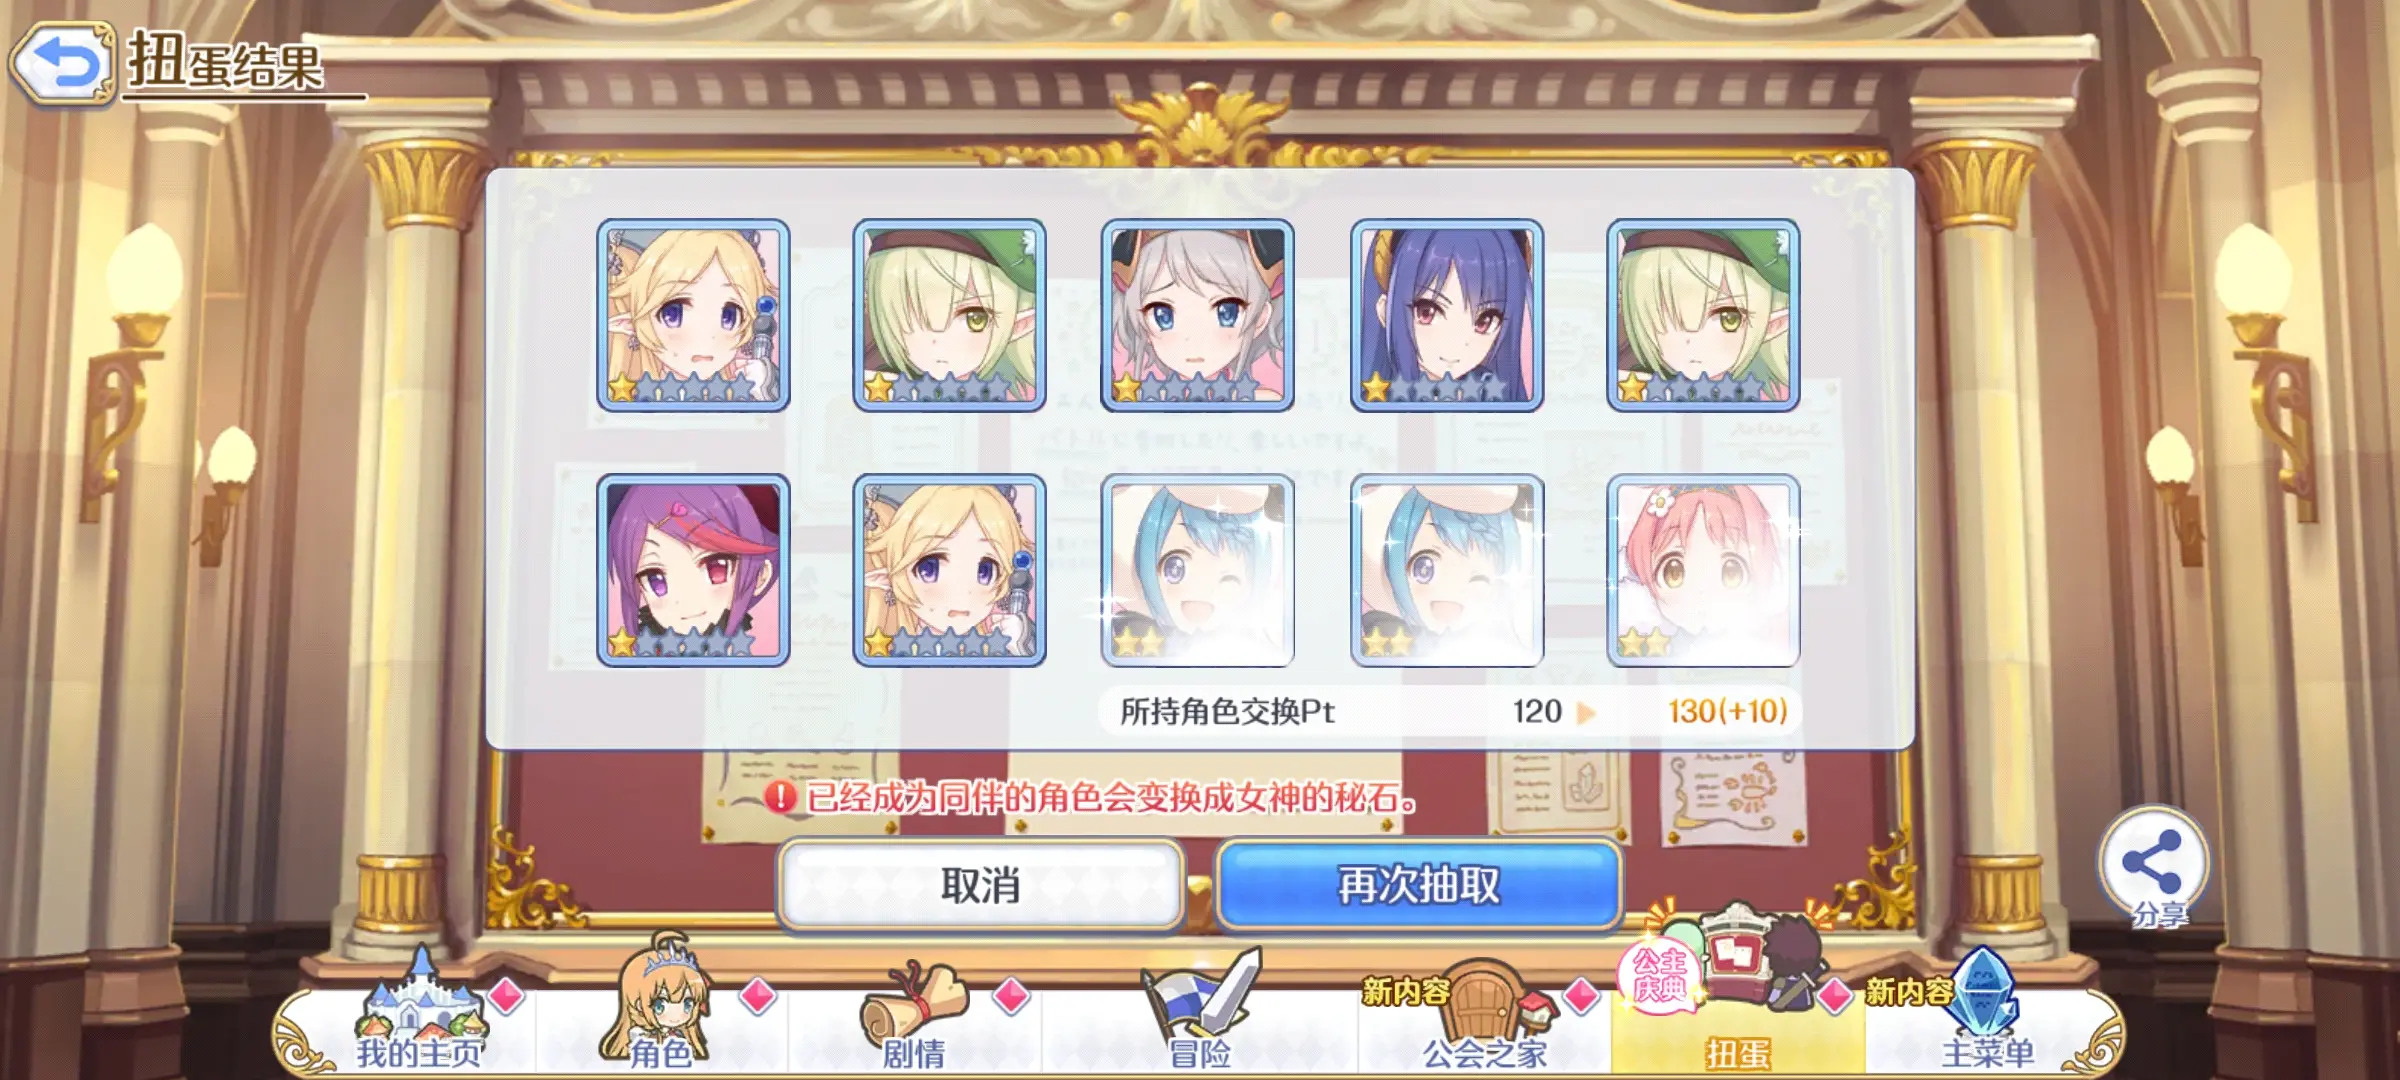 扭蛋结果
所持角色交换Pt 120 130(+10)
已经成为同伴的角色会变换成女神的秘石。
取消
再次抽取
分享
公主
庆典
新内容
新内容
我的主页
角色
剧情
冒险
公会之家
扭蛋
主菜单